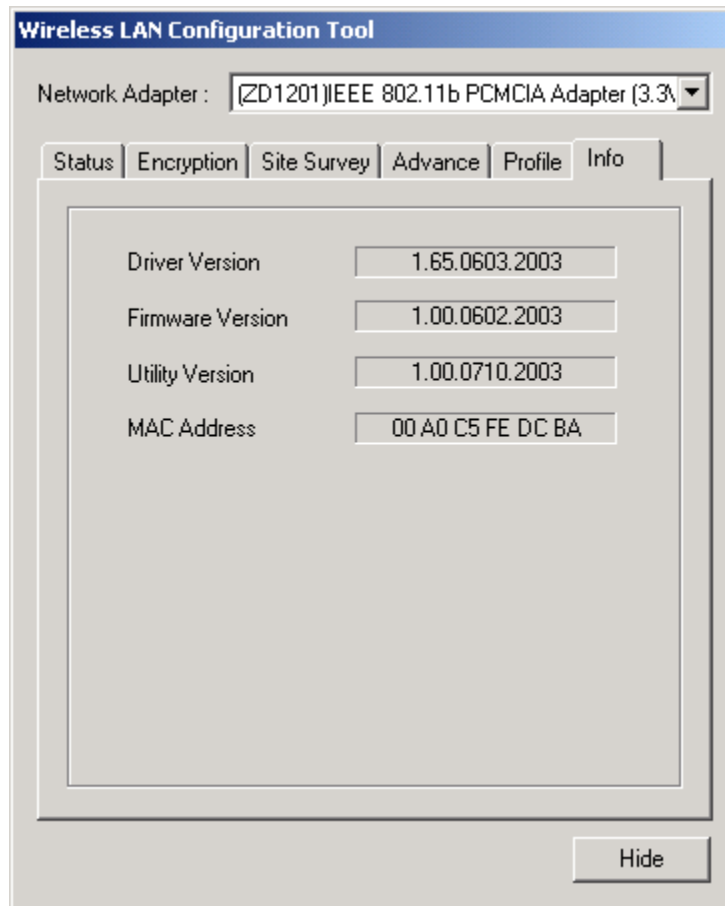 Wireless LAN Configuration Tool
Network Adapter : (ZD1201)IEEE 802.11b PCMCIA Adapter (3.3V
Status Encryption Site Survey Advance Profile Info
Driver Version 1.65.0603.2003
Firmware Version 1.00.0602.2003
Utility Version 1.00.0710.2003
MAC Address 00 A0 C5 FE DC BA
Hide